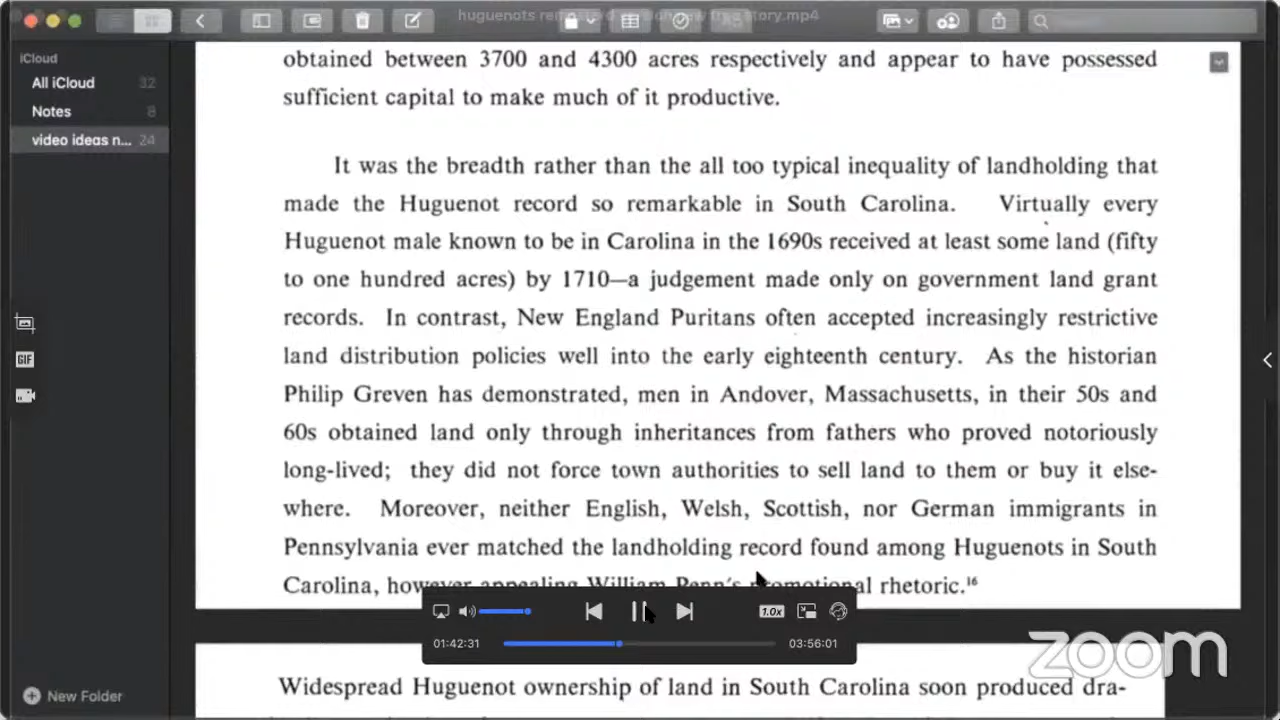 huguenots rem story.mp4
iCloud
All iCloud 32
Notes 8
video ideas n... 24
obtained between 3700 and 4300 acres respectively and appear to have possessed
sufficient capital to make much of it productive.
It was the breadth rather than the all too typical inequality of landholding that
made the Huguenot record so remarkable in South Carolina. Virtually every
Huguenot male known to be in Carolina in the 1690s received at least some land (fifty
to one hundred acres) by 1710—a judgement made only on government land grant
records. In contrast, New England Puritans often accepted increasingly restrictive
land distribution policies well into the early eighteenth century. As the historian
Philip Greven has demonstrated, men in Andover, Massachusetts, in their 50s and
60s obtained land only through inheritances from fathers who proved notoriously
long-lived; they did not force town authorities to sell land to them or buy it else-
where. Moreover, neither English, Welsh, Scottish, nor German immigrants in
Pennsylvania ever matched the landholding record found among Huguenots in South
Carolina, however appealing William Penn's promotional rhetoric.16
GIF
1.0x
01:42:31 03:56:01
zoom
New Folder
Widespread Huguenot ownership of land in South Carolina soon produced dra-